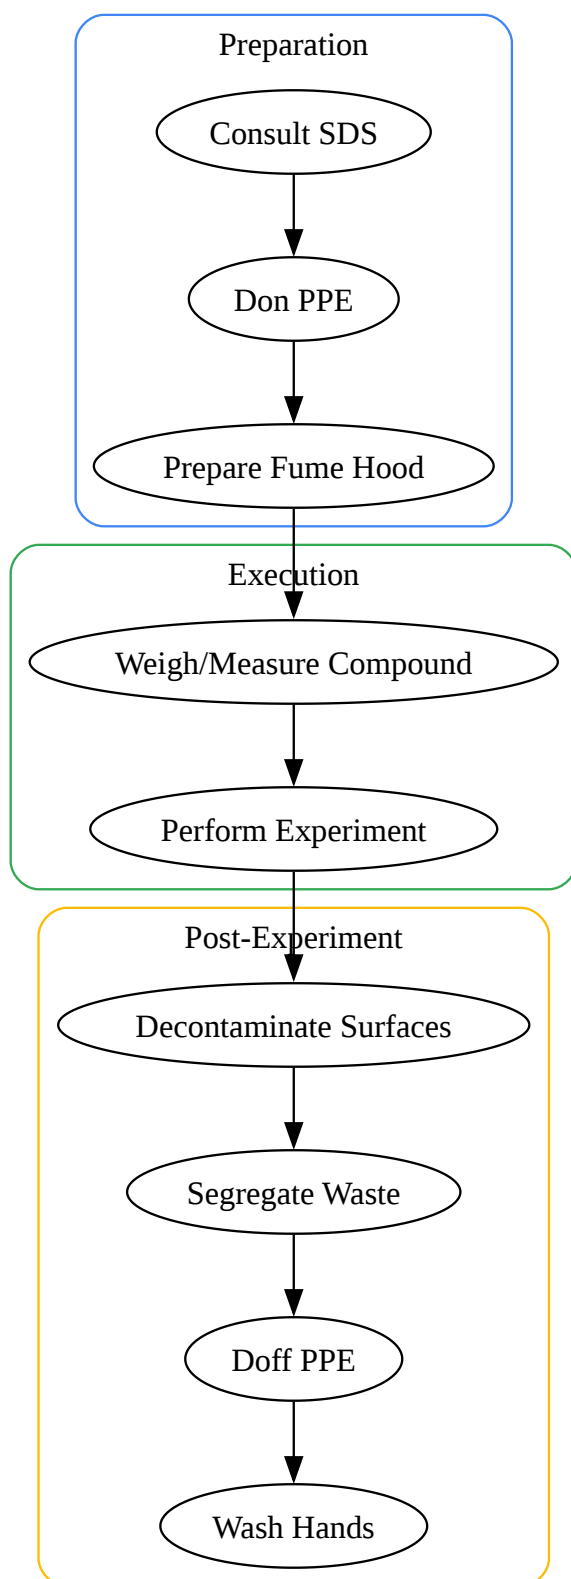 Preparation
Consult SDS
Don PPE
Prepare Fume Hood
Execution
Weigh/Measure Compound
Perform Experiment
Post-Experiment
Decontaminate Surfaces
Segregate Waste
Doff PPE
Wash Hands